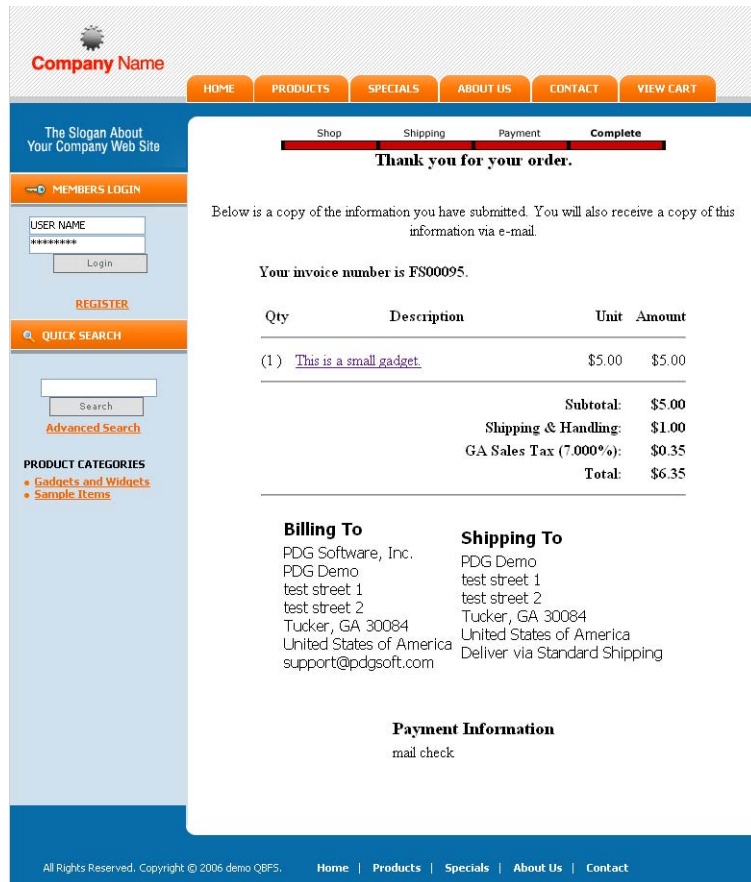 Company Name
HOME PRODUCTS SPECIALS ABOUT US CONTACT VIEW CART
The Slogan About
Your Company Web Site
MEMBERS LOGIN
USER NAME
********
Login
REGISTER
QUICK SEARCH
Search
Advanced Search
PRODUCT CATEGORIES
Gadgets and Widgets
Sample Items
Shop Shipping Payment Complete
Thank you for your order.
Below is a copy of the information you have submitted. You will also receive a copy of this
information via e-mail.
Your invoice number is FS00095.
Qty Description Unit Amount
(1 ) This is a small gadget. $5.00 $5.00
Subtotal: $5.00
Shipping & Handling: $1.00
GA Sales Tax (7.000%): $0.35
Total: $6.35
Billing To
PDG Software, Inc.
PDG Demo
test street 1
test street 2
Tucker, GA 30084
United States of America
support@pdgsoft.com
Shipping To
PDG Demo
test street 1
test street 2
Tucker, GA 30084
United States of America
Deliver via Standard Shipping
Payment Information
mail check
All Rights Reserved. Copyright © 2006 demo QBFS. Home | Products | Specials | About Us | Contact